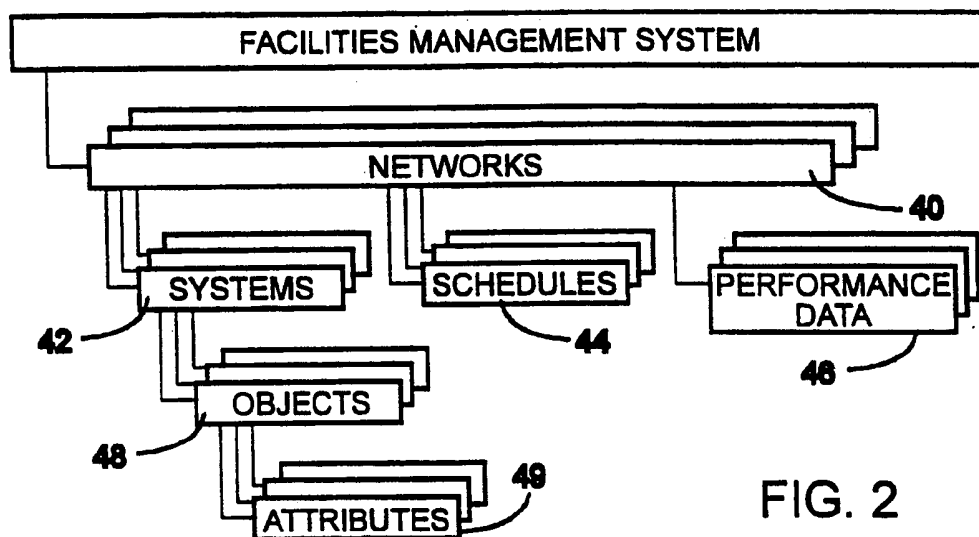 FACILITIES MANAGEMENT SYSTEM
NETWORKS
40
SYSTEMS
SCHEDULES
PERFORMANCE
DATA
42
44
46
OBJECTS
48
ATTRIBUTES
49
FIG. 2